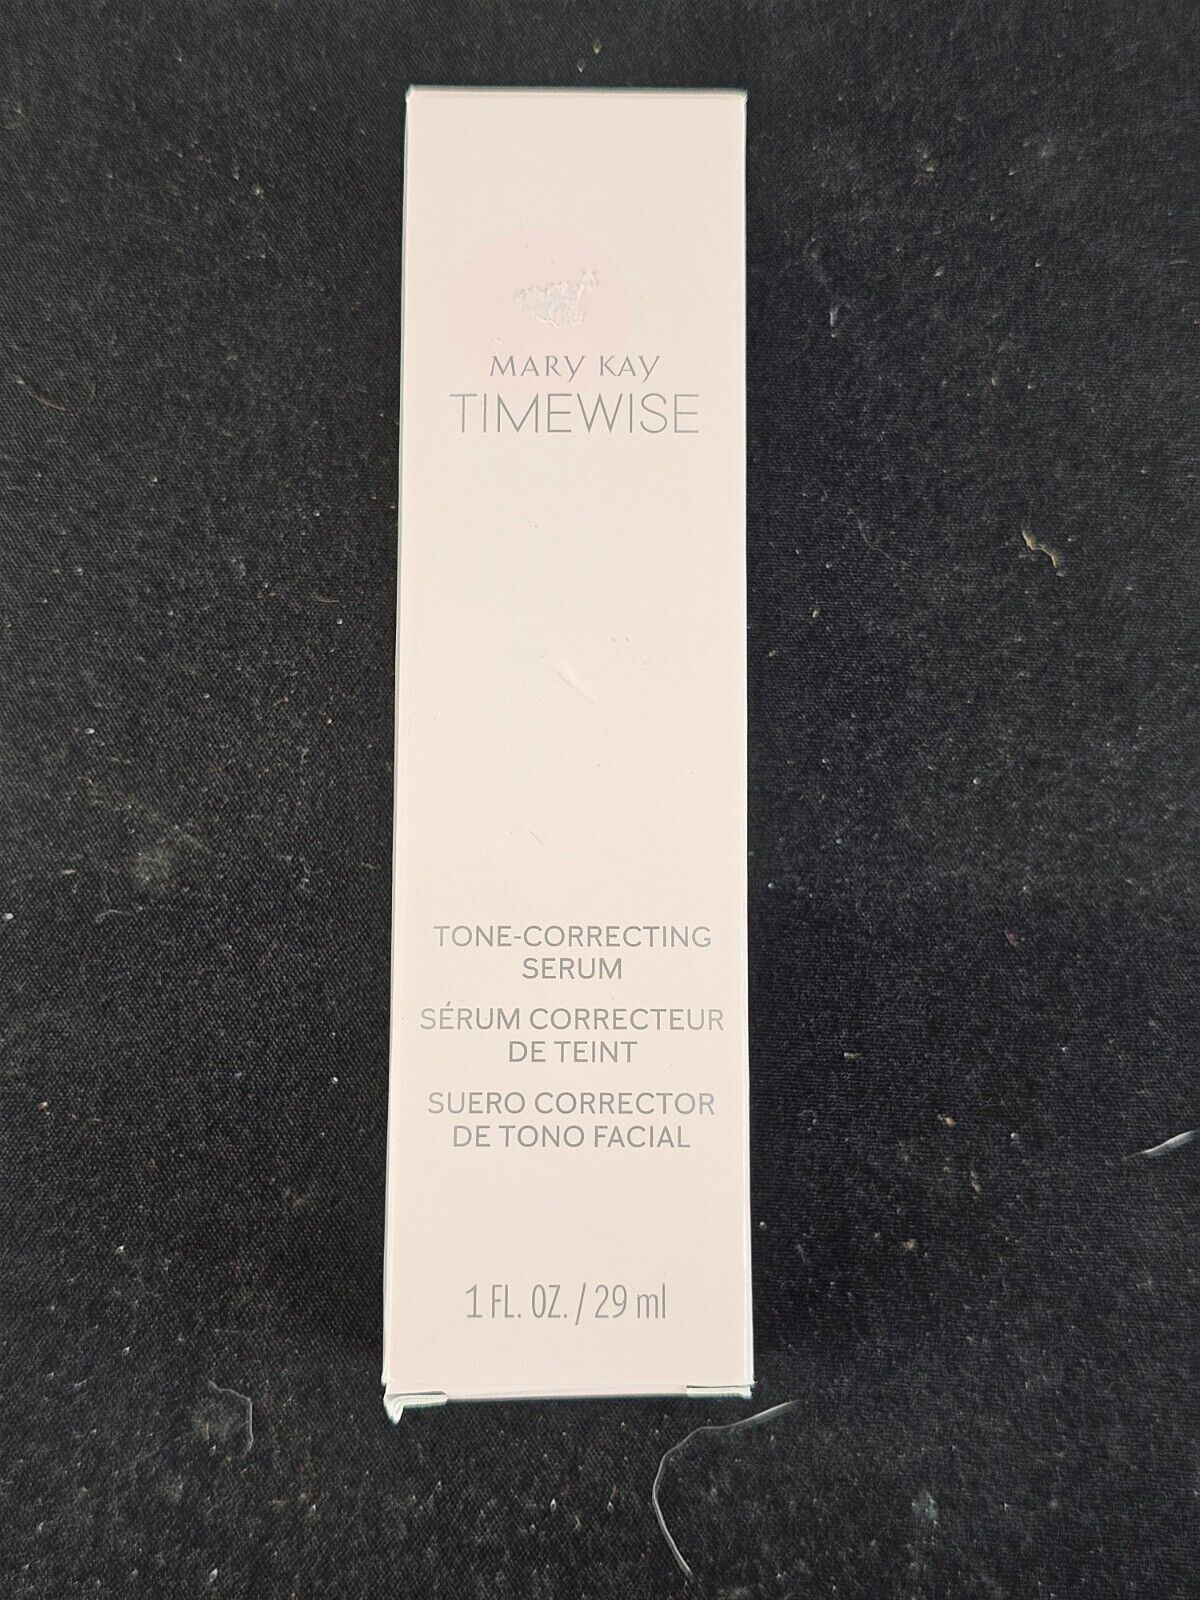 MARY KAY
TIMEWISE
TONE-CORRECTING
SERUM
SÉRUM CORRECTEUR
DE TEINT
SUERO CORRECTOR
DE TONO FACIAL
1 FL. OZ. / 29 ml